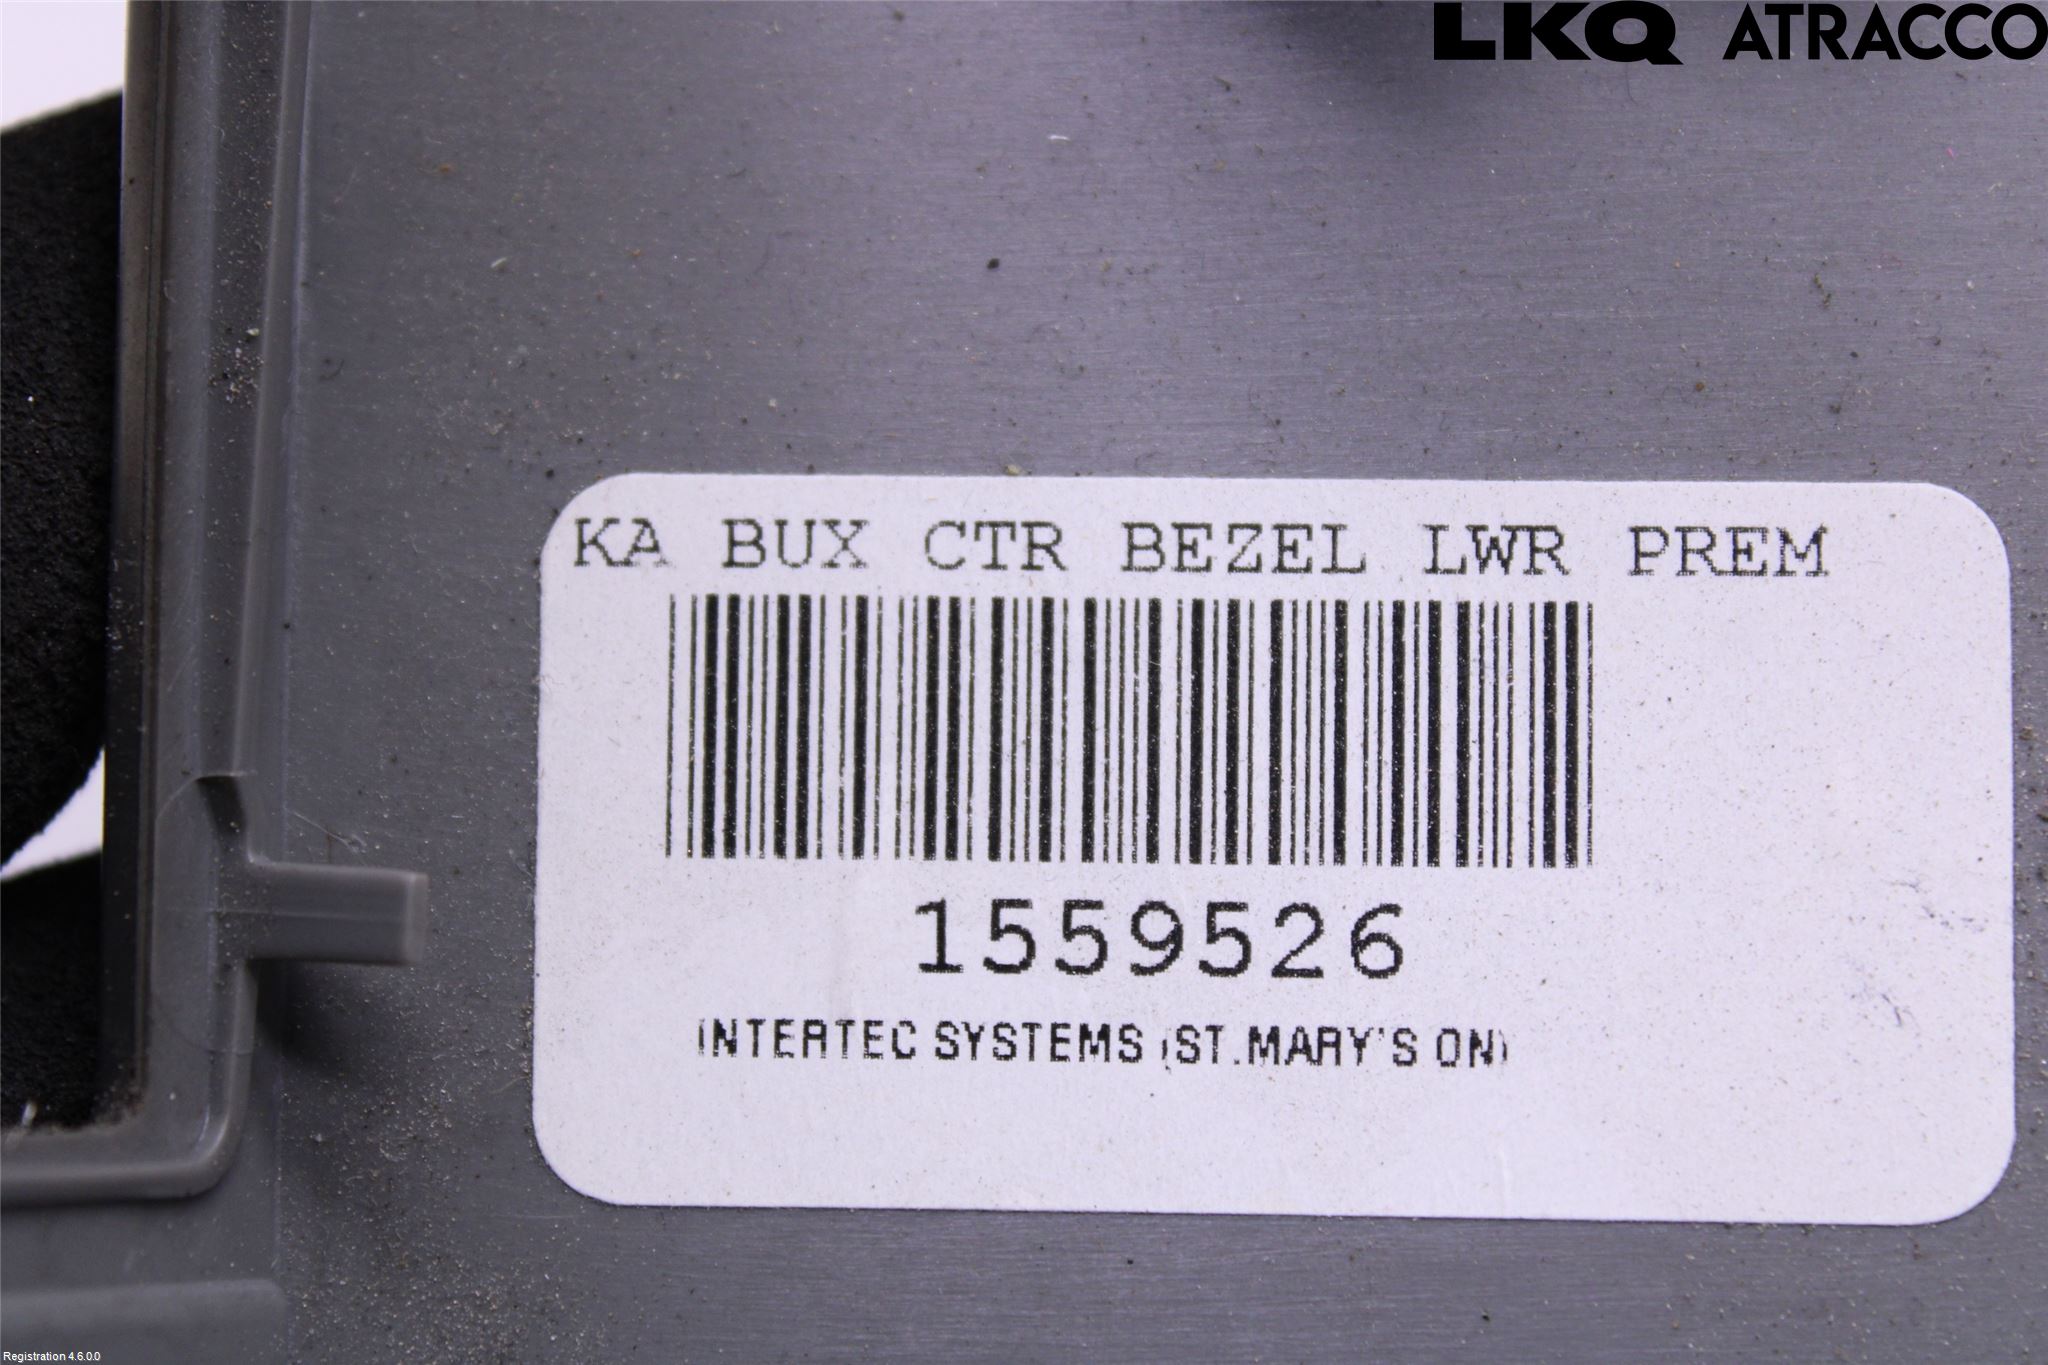 LKQ ATRACCO
KA BUX CTR BEZEL LWR PREM
1559526
INTERTEC SYSTEMS (ST.MARY'S ON)
Registration 4.6.0.0